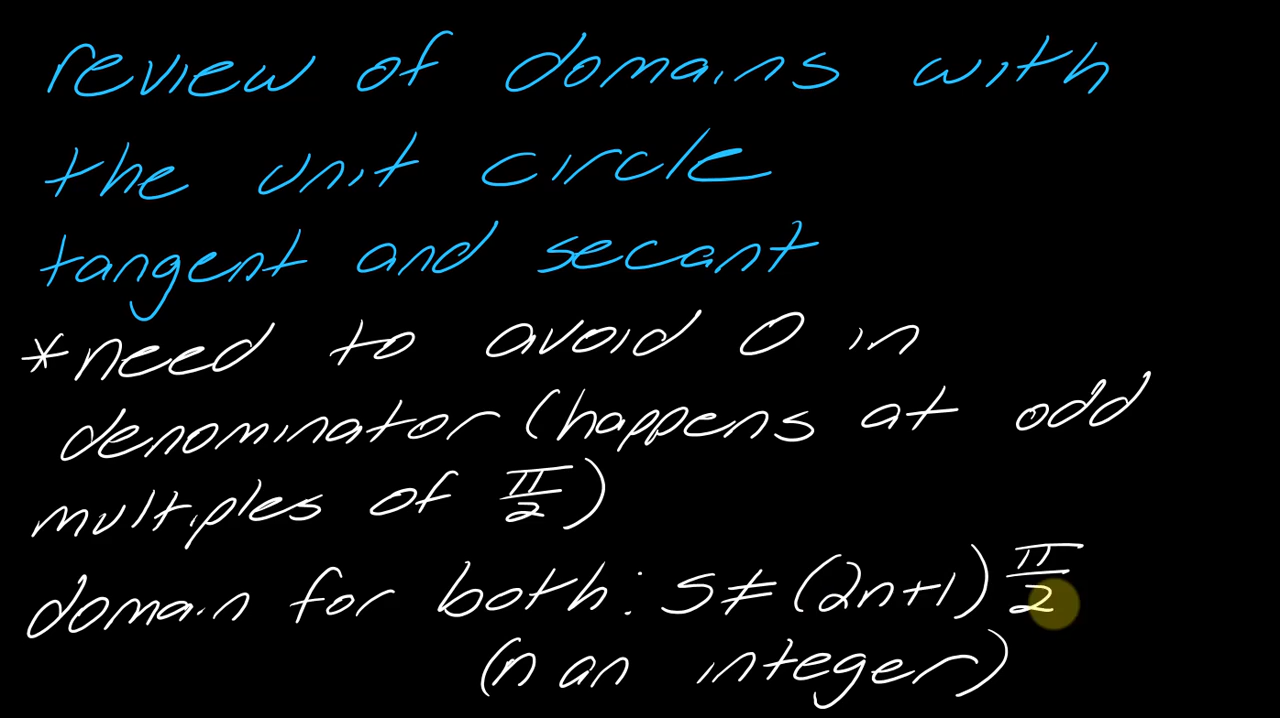 review of domains with
the unit circle
tangent and secant
*need to avoid 0 in
denominator (happens at odd
multiples of π/2)
domain for both: s≠(2n+1)π/2
(n an integer)